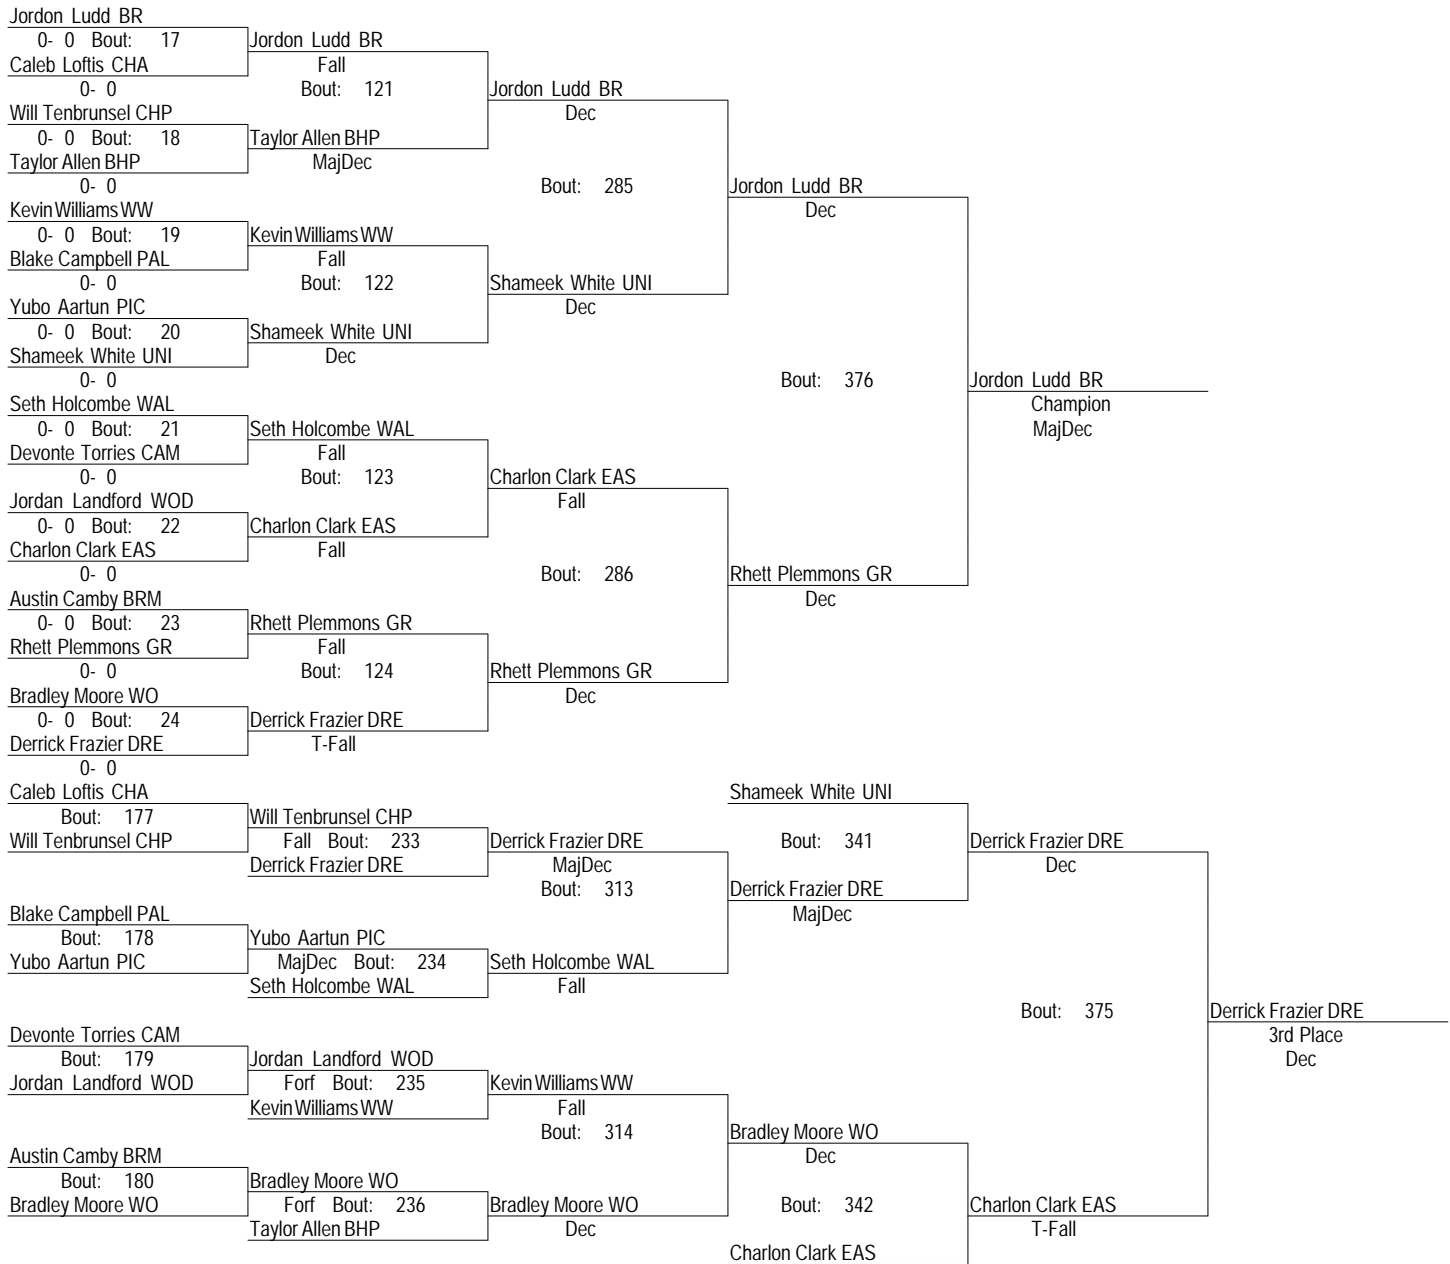 Jordon Ludd BR
0- 0 Bout: 17 Jordon Ludd BR
Caleb Loftis CHA Fall
0- 0 Bout: 121 Jordon Ludd BR
Will Tenbrunsel CHP Dec
0- 0 Bout: 18 Taylor Allen BHP
Taylor Allen BHP MajDec
0- 0 Bout: 285 Jordon Ludd BR
Kevin Williams WW Dec
0- 0 Bout: 19 Kevin Williams WW
Blake Campbell PAL Fall
0- 0 Bout: 122 Shameek White UNI
Yubo Aartun PIC Dec
0- 0 Bout: 20 Shameek White UNI
Shameek White UNI Dec
0- 0 Bout: 376 Jordon Ludd BR
Seth Holcombe WAL Champion
0- 0 Bout: 21 Seth Holcombe WAL MajDec
Devonte Torries CAM Fall
0- 0 Bout: 123 Charlon Clark EAS
Jordan Landford WOD Fall
0- 0 Bout: 22 Charlon Clark EAS
Charlon Clark EAS Fall
0- 0 Bout: 286 Rhett Plemmons GR
Austin Camby BRM Dec
0- 0 Bout: 23 Rhett Plemmons GR
Rhett Plemmons GR Fall
0- 0 Bout: 124 Rhett Plemmons GR
Bradley Moore WO Dec
0- 0 Bout: 24 Derrick Frazier DRE
Derrick Frazier DRE T-Fall
0- 0
Caleb Loftis CHA Shameek White UNI
Bout: 177 Will Tenbrunsel CHP
Will Tenbrunsel CHP Fall Bout: 233 Derrick Frazier DRE Bout: 341 Derrick Frazier DRE
Derrick Frazier DRE MajDec Dec
Bout: 313 Derrick Frazier DRE
Blake Campbell PAL MajDec
Bout: 178 Yubo Aartun PIC
Yubo Aartun PIC MajDec Bout: 234 Seth Holcombe WAL
Seth Holcombe WAL Fall
Bout: 375 Derrick Frazier DRE
Devonte Torries CAM 3rd Place
Bout: 179 Jordan Landford WOD Dec
Jordan Landford WOD Forf Bout: 235 Kevin Williams WW
Kevin Williams WW Fall
Bout: 314 Bradley Moore WO
Austin Camby BRM Dec
Bout: 180 Bradley Moore WO
Bradley Moore WO Forf Bout: 236 Bradley Moore WO Bout: 342 Charlon Clark EAS
Taylor Allen BHP Dec T-Fall
Charlon Clark EAS